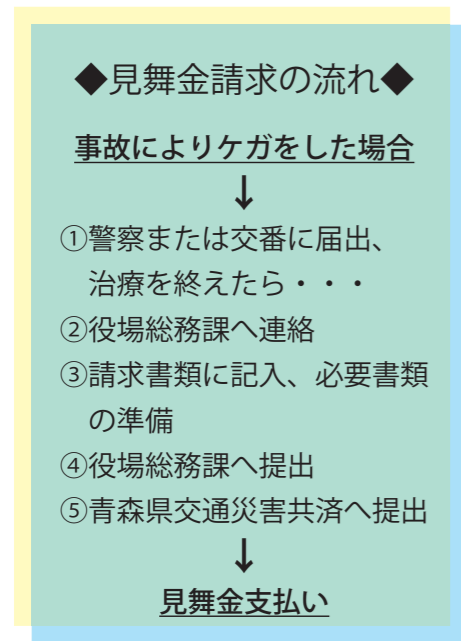 ◆見舞金請求の流れ◆
事故によりケガをした場合
↓
①警察または交番に届出、
治療を終えたら・・・
②役場総務課へ連絡
③請求書類に記入、必要書類
の準備
④役場総務課へ提出
⑤青森県交通災害共済へ提出
↓
見舞金支払い